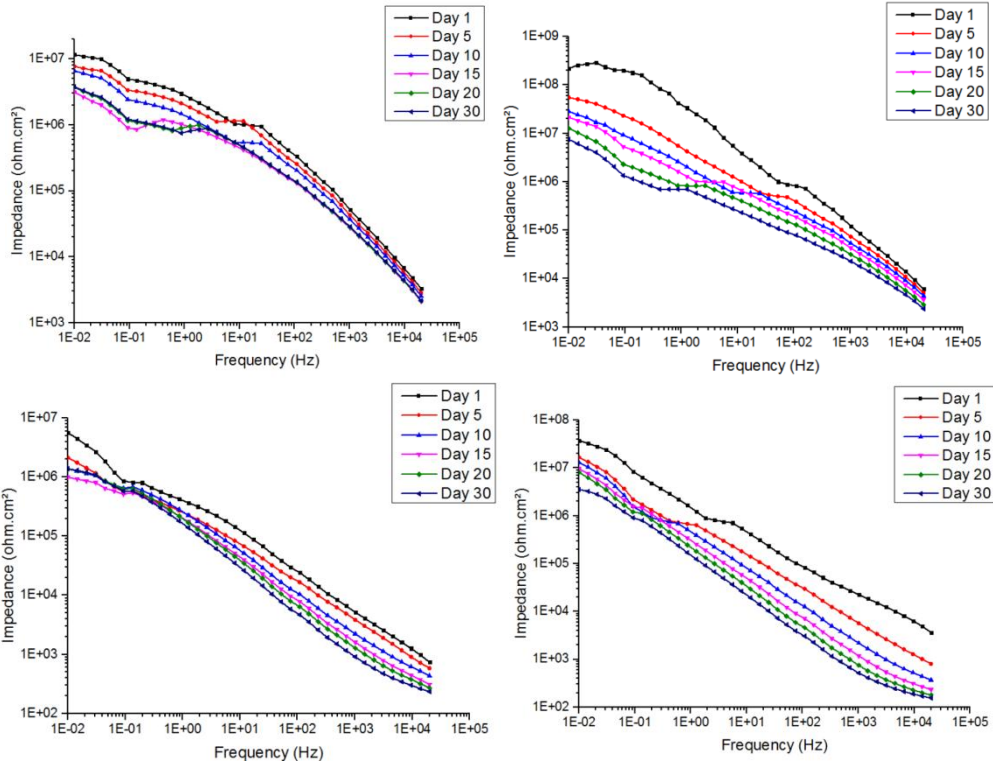 Day 1
Day 5
Day 10
Day 15
Day 20
Day 30
1E+07
1E+06
1E+05
1E+04
1E+03
Impedance (ohm.cm²)
1E-02 1E-01 1E+00 1E+01 1E+02 1E+03 1E+04 1E+05
Frequency (Hz)
Day 1
Day 5
Day 10
Day 15
Day 20
Day 30
1E+09
1E+08
1E+07
1E+06
1E+05
1E+04
1E+03
Impedance (ohm.cm²)
1E-02 1E-01 1E+00 1E+01 1E+02 1E+03 1E+04 1E+05
Frequency (Hz)
Day 1
Day 5
Day 10
Day 15
Day 20
Day 30
1E+07
1E+06
1E+05
1E+04
1E+03
1E+02
Impedance (ohm.cm²)
1E-02 1E-01 1E+00 1E+01 1E+02 1E+03 1E+04 1E+05
Frequency (Hz)
Day 1
Day 5
Day 10
Day 15
Day 20
Day 30
1E+08
1E+07
1E+06
1E+05
1E+04
1E+03
1E+02
Impedance (ohm.cm²)
1E-02 1E-01 1E+00 1E+01 1E+02 1E+03 1E+04 1E+05
Frequency (Hz)